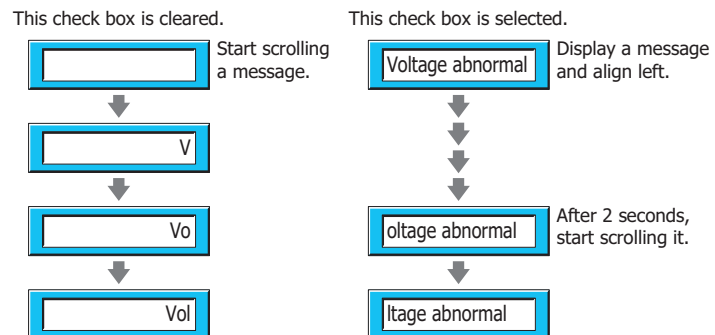 This check box is cleared.
Start scrolling
a message.
V
Vo
Vol
This check box is selected.
Voltage abnormal
Display a message
and align left.
oltage abnormal
After 2 seconds,
start scrolling it.
ltage abnormal